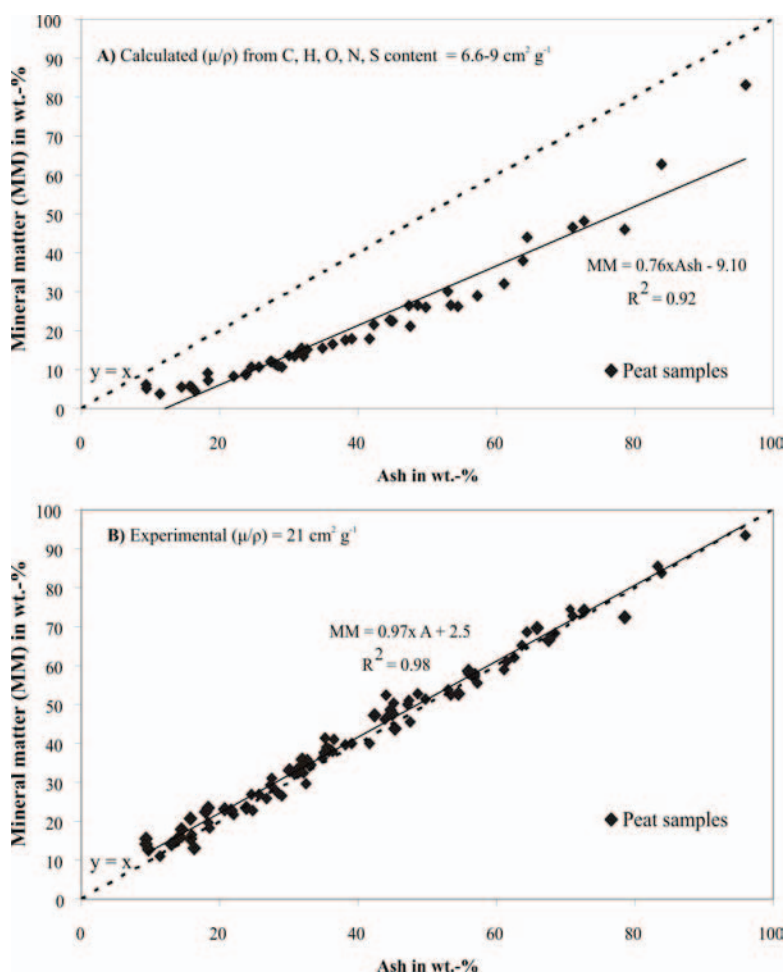 A) Calculated (μ/ρ) from C, H, O, N, S content = 6.6-9 cm² g⁻¹
Mineral matter (MM) in wt.-%
100
90
80
70
60
50
40
30
20
10
0
MM = 0.76xAsh - 9.10
R² = 0.92
y = x
Peat samples
0 20 40 60 80 100
Ash in wt.-%
B) Experimental (μ/ρ) = 21 cm² g⁻¹
Mineral matter (MM) in wt.-%
100
90
80
70
60
50
40
30
20
10
0
MM = 0.97x A + 2.5
R² = 0.98
Peat samples
y = x
0 20 40 60 80 100
Ash in wt.-%